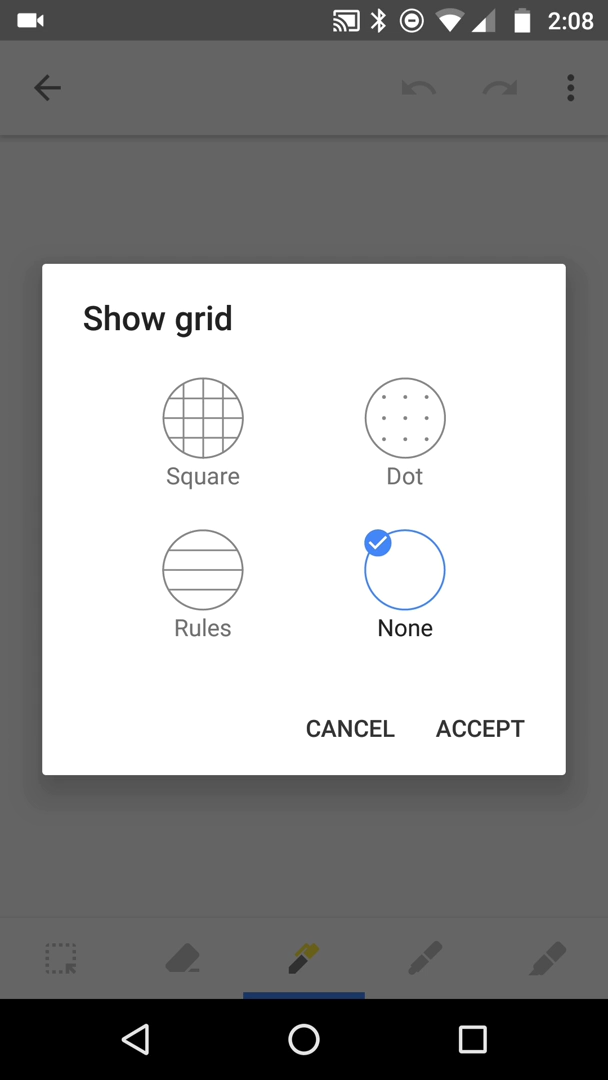 2:08
Show grid
Square
Dot
Rules
None
CANCEL
ACCEPT